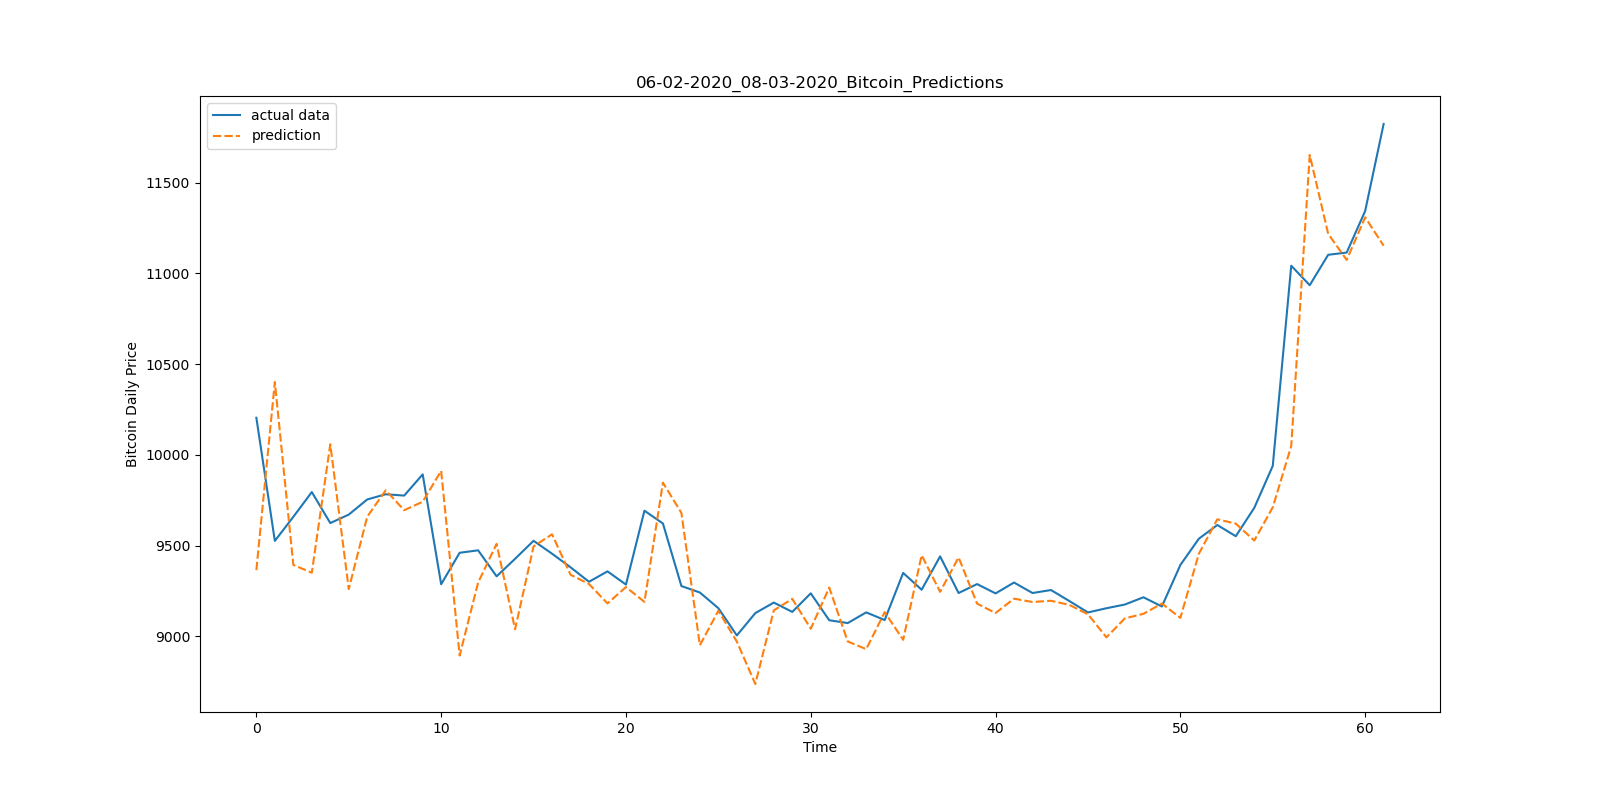 06-02-2020_08-03-2020_Bitcoin_Predictions
actual data
prediction
11500
11000
10500
10000
9500
9000
Bitcoin Daily Price
0 10 20 30 40 50 60
Time